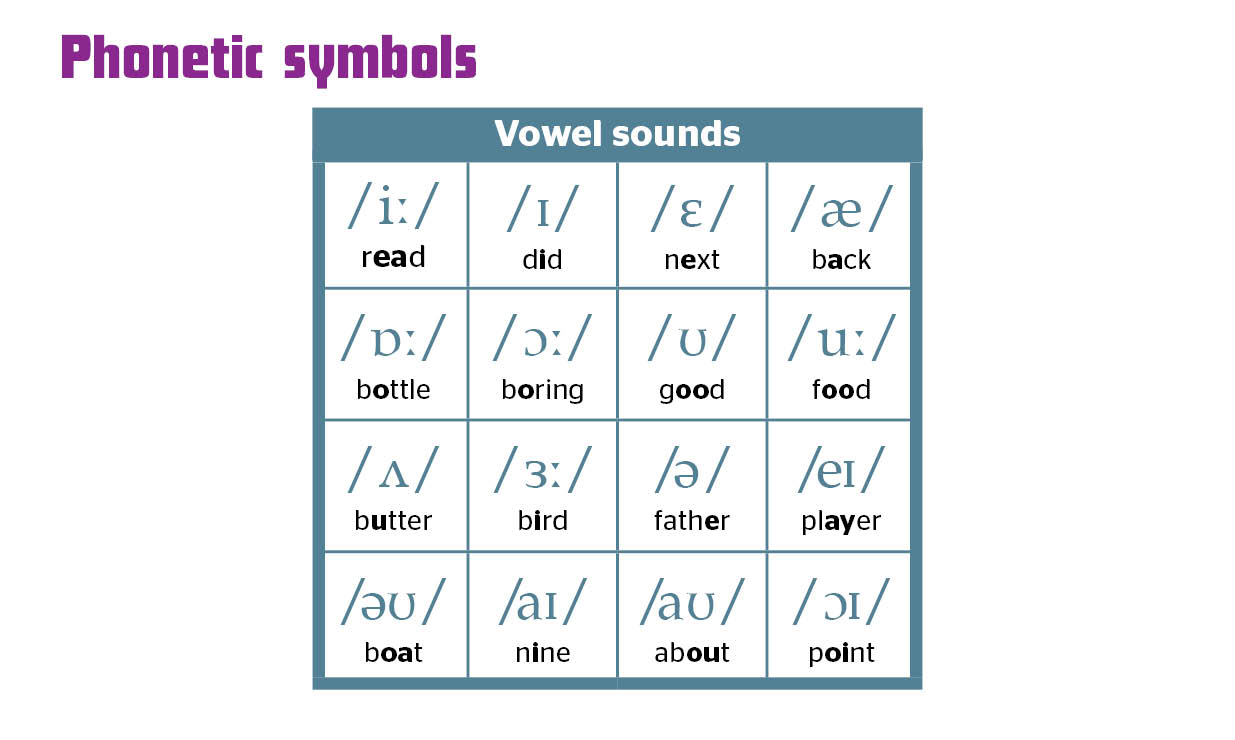 Phonetic symbols
Vowel sounds
/iː/ /ɪ/ /ɛ/ /æ/
read did next back
/ɒː/ /ɔː/ /ʊ/ /uː/
bottle boring good food
/ʌ/ /ɜː/ /ə/ /eɪ/
butter bird father player
/əʊ/ /aɪ/ /aʊ/ /ɔɪ/
boat nine about point